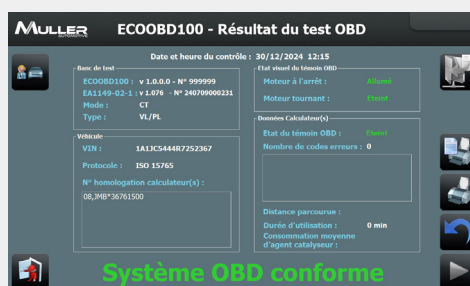 MULLER AUTOMOTIVE
ECOOBD100 - Résultat du test OBD
Date et heure du contrôle : 30/12/2024 12:15
Banc de test
ECOOBD100 : v 1.0.0.0 - N° 999999
EA1149-02-1 : v 1.076 - N° 240709000231
Mode : CT
Type : VL/PL
Etat visuel du témoin OBD
Moteur à l'arrêt : Allumé
Moteur tournant : Eteint
Véhicule
VIN : 1A1JC5444R7252367
Protocole : ISO 15765
N° homologation calculateur(s) :
08,JMB*36761500
Données Calculateur(s)
État du témoin OBD : Eteint
Nombre de codes erreurs : 0
Distance parcourue :
Durée d'utilisation : 0 min
Consommation moyenne
d'agent catalyseur :
Système OBD conforme